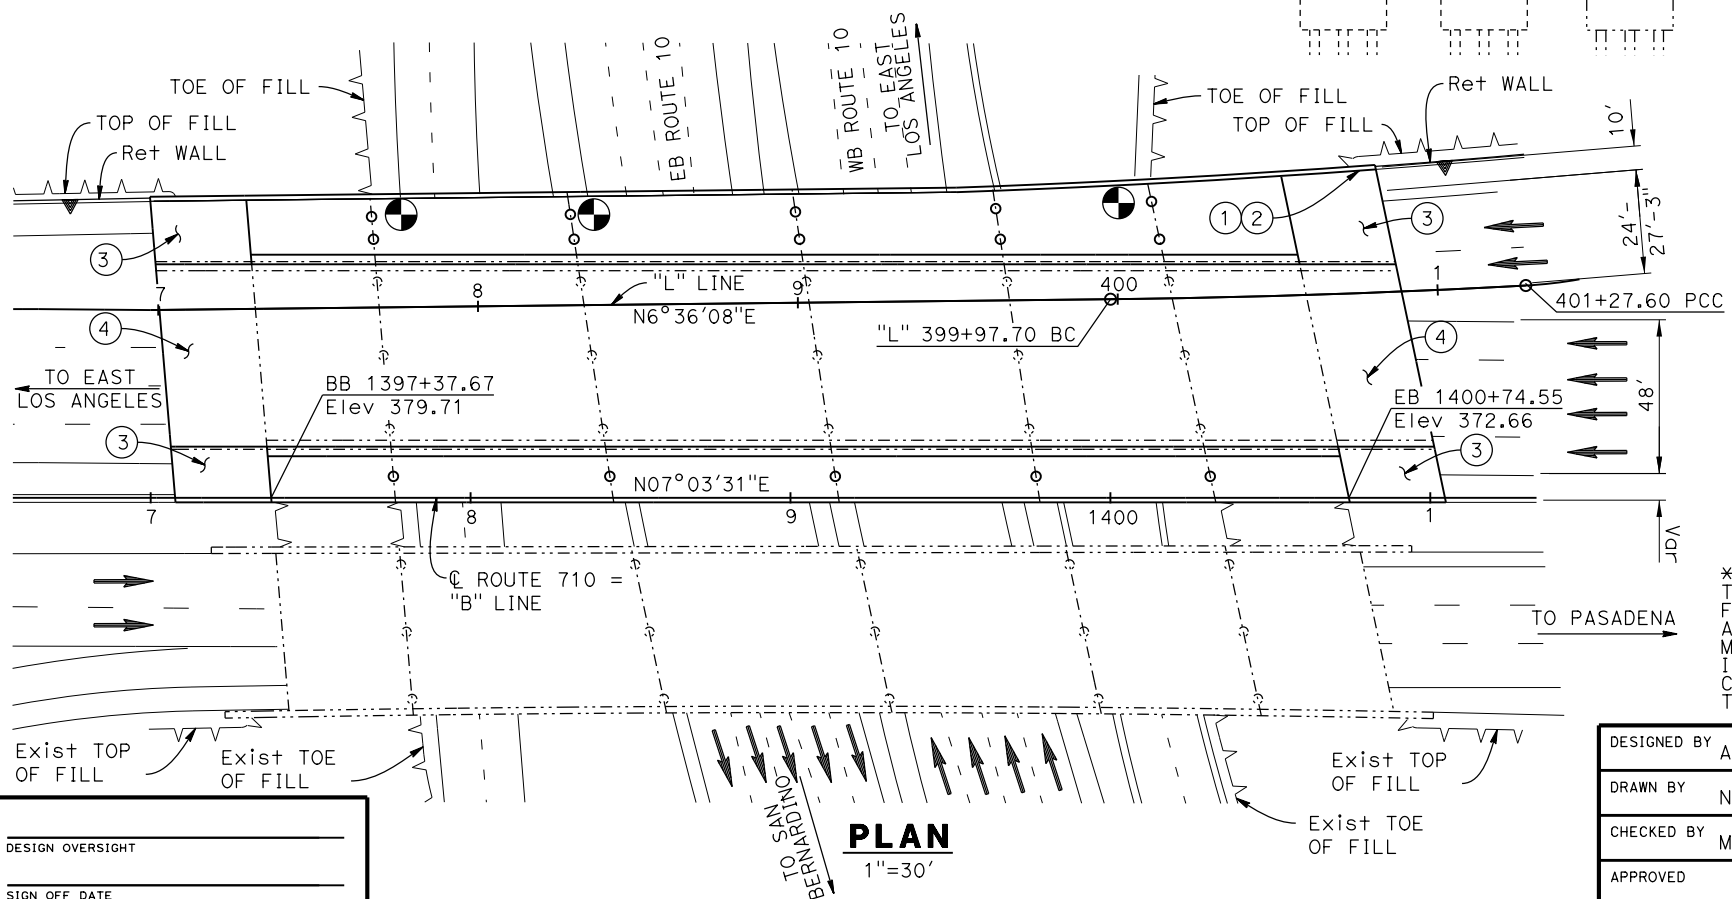 TOE OF FILL
TOP OF FILL
Ret WALL
EB ROUTE 10
WB ROUTE 10
TO EAST
LOS ANGELES
TOE OF FILL
TOP OF FILL
Ret WALL
10'
3
1 2
3
24'-
27'-3"
7
8
9
400
1
"L" LINE
N6°36'08"E
"L" 399+97.70 BC
401+27.60 PCC
4
4
TO EAST
LOS ANGELES
BB 1397+37.67
Elev 379.71
EB 1400+74.55
Elev 372.66
48'
3
3
N07°03'31"E
7
8
9
1400
1
Var
℄ ROUTE 710 =
"B" LINE
TO PASADENA
*
T
F
A
M
I
C
T
Exist TOP
OF FILL
Exist TOE
OF FILL
TO SAN
BERNARDINO
Exist TOP
OF FILL
Exist TOE
OF FILL
PLAN
1"=30'
DESIGN OVERSIGHT
SIGN OFF DATE
DESIGNED BY A
DRAWN BY N
CHECKED BY M
APPROVED